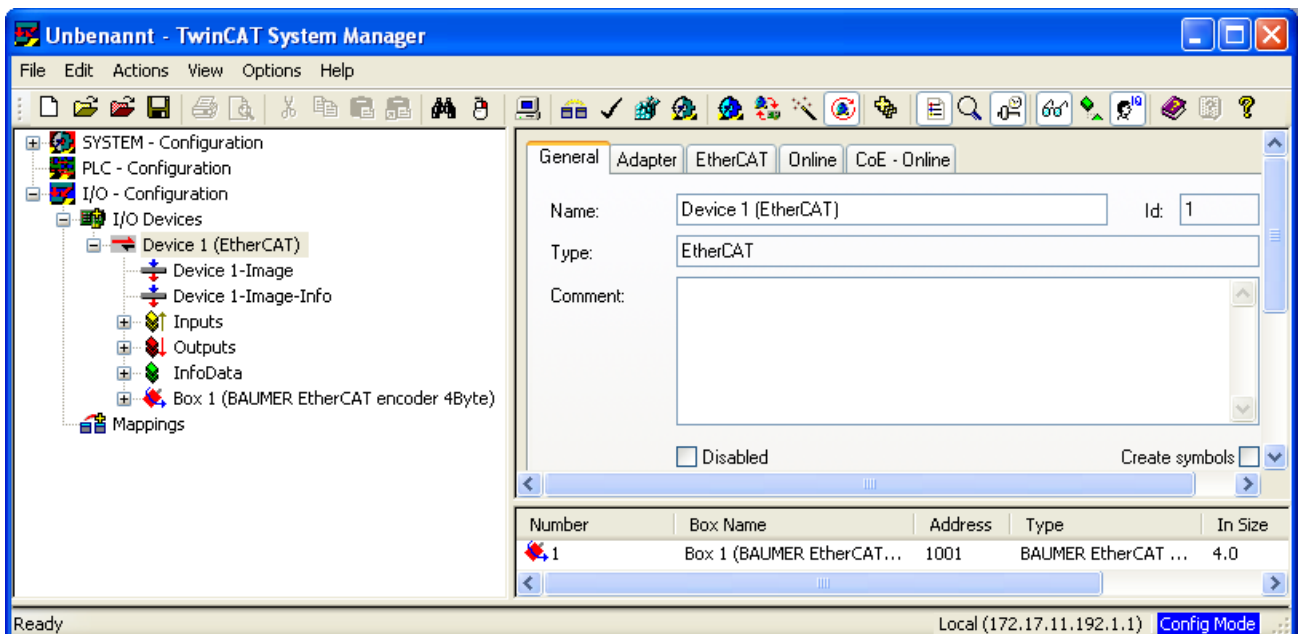 Unbenannt - TwinCAT System Manager
File Edit Actions View Options Help
SYSTEM - Configuration
PLC - Configuration
I/O - Configuration
I/O Devices
Device 1 (EtherCAT)
Device 1-Image
Device 1-Image-Info
Inputs
Outputs
InfoData
Box 1 (BAUMER EtherCAT encoder 4Byte)
Mappings
General Adapter EtherCAT Online CoE - Online
Name: Device 1 (EtherCAT) Id: 1
Type: EtherCAT
Comment:
Disabled Create symbols
Number Box Name Address Type In Size
1 Box 1 (BAUMER EtherCAT... 1001 BAUMER EtherCAT ... 4.0
Ready Local (172.17.11.192.1.1) Config Mode